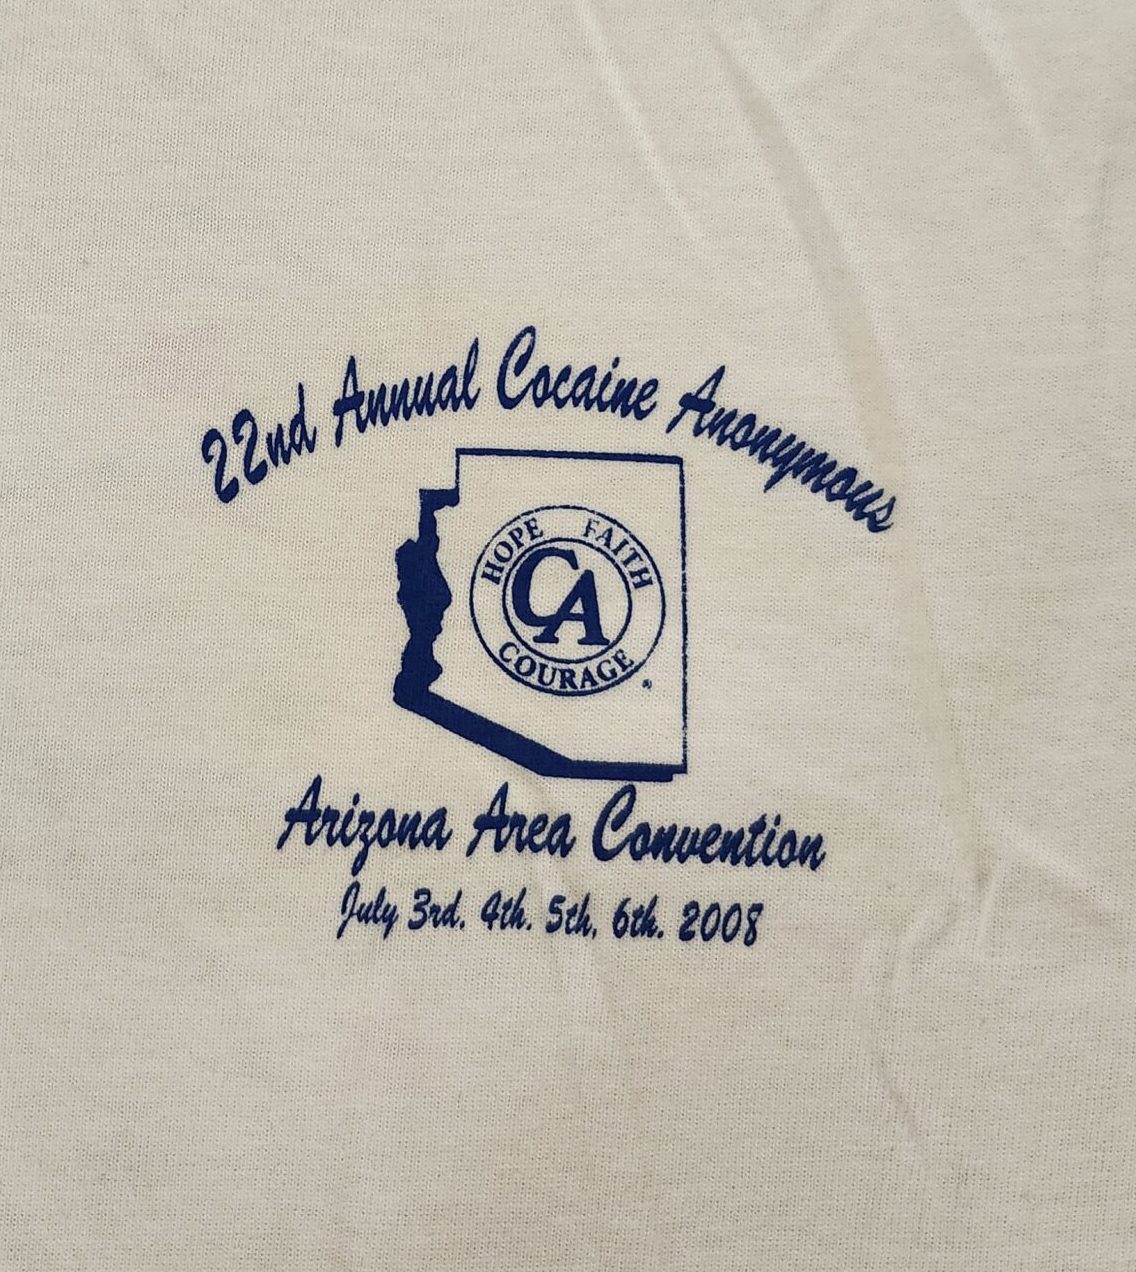 22nd Annual Cocaine Anonymous
HOPE FAITH
CA
COURAGE
Arizona Area Convention
July 3rd. 4th. 5th. 6th. 2008